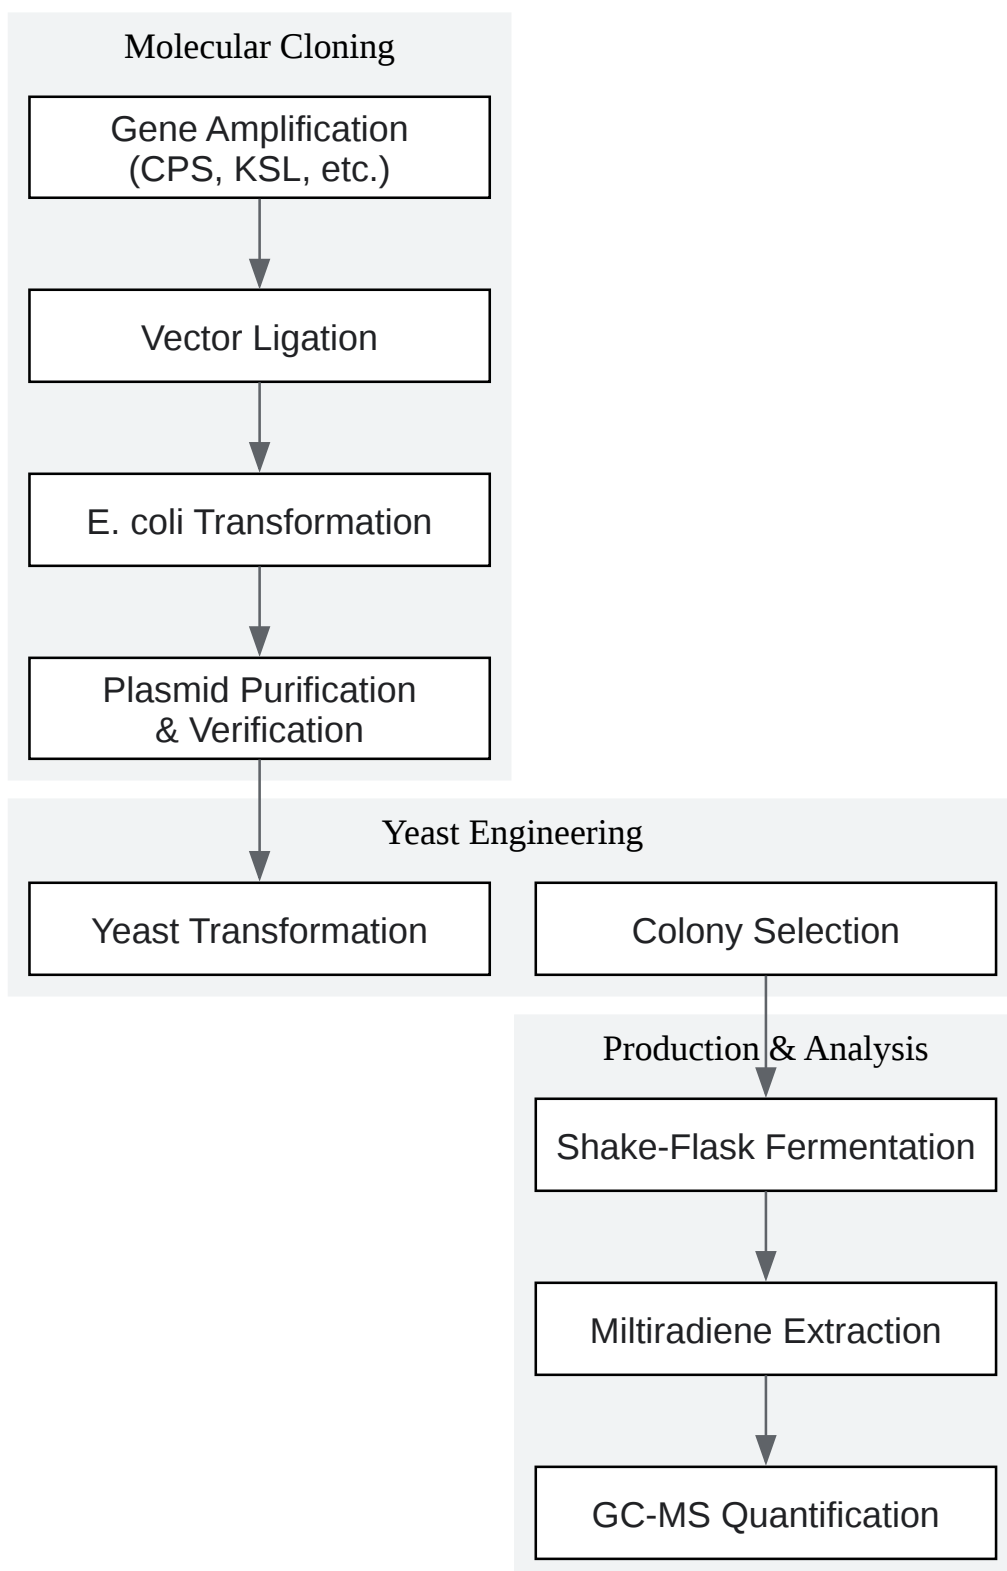 Molecular Cloning
Gene Amplification
(CPS, KSL, etc.)
Vector Ligation
E. coli Transformation
Plasmid Purification
& Verification
Yeast Engineering
Yeast Transformation
Colony Selection
Production & Analysis
Shake-Flask Fermentation
Miltiradiene Extraction
GC-MS Quantification